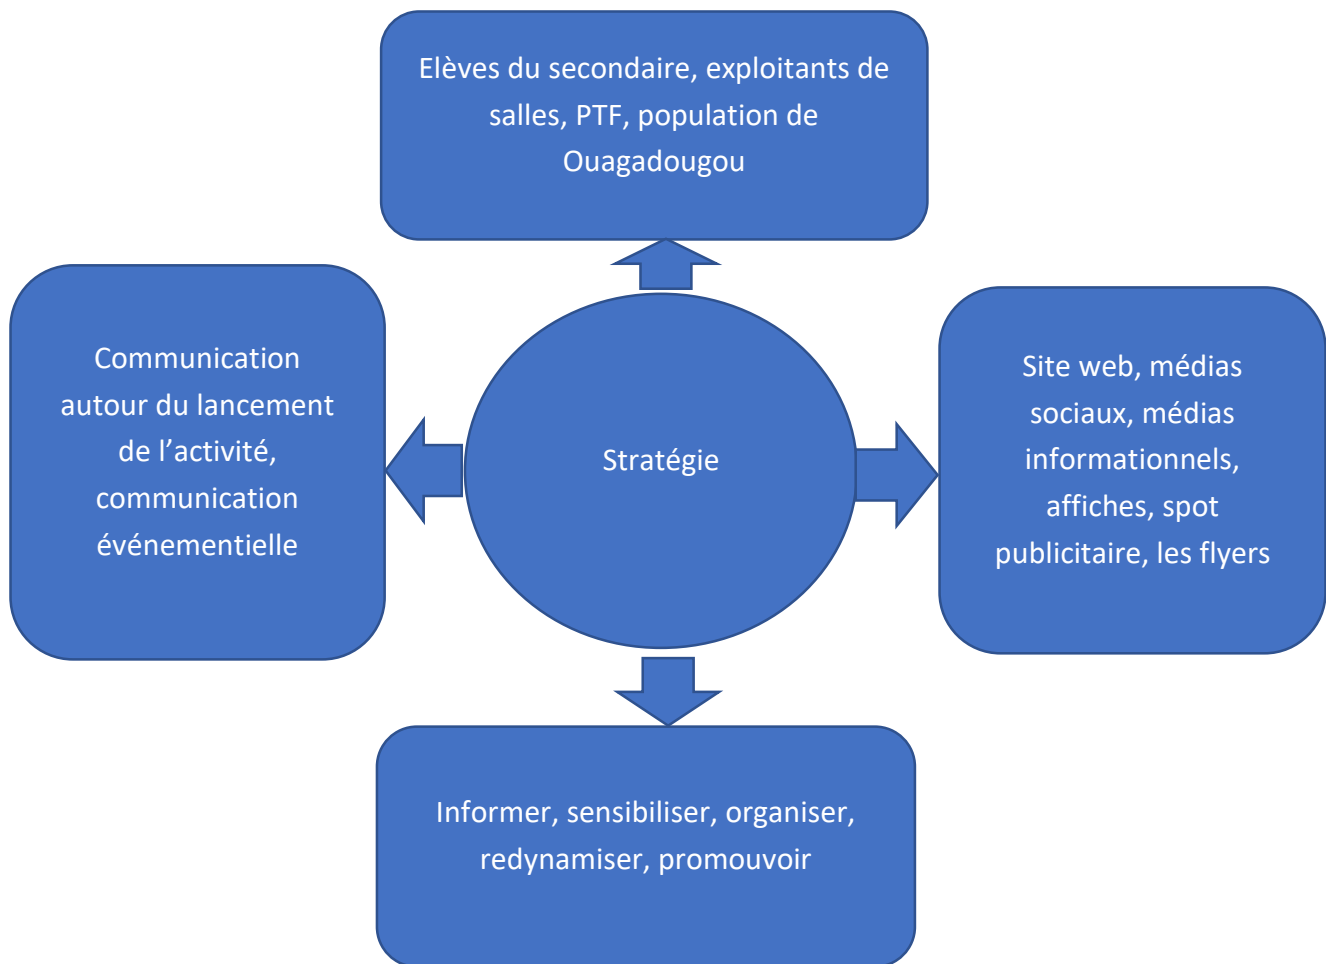 Elèves du secondaire, exploitants de
salles, PTF, population de
Ouagadougou
Communication
autour du lancement
de l’activité,
communication
événementielle
Stratégie
Site web, médias
sociaux, médias
informationnels,
affiches, spot
publicitaire, les flyers
Informer, sensibiliser, organiser,
redynamiser, promouvoir